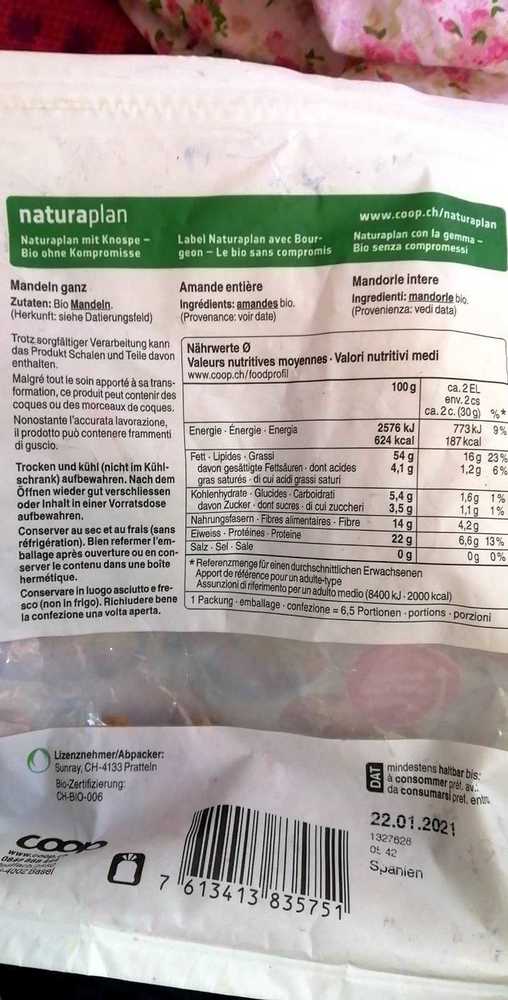 naturaplan
Naturaplan mit Knospe –
Bio ohne Kompromisse
Label Naturaplan avec Bour-
geon – Le bio sans compromis
www.coop.ch/naturaplan
Naturaplan con la gemma –
Bio senza compromessi
Mandeln ganz
Zutaten: Bio Mandeln.
(Herkunft: siehe Datierungsfeld)
Amande entière
Ingrédients: amandes bio.
(Provenance: voir date)
Mandorle intere
Ingredienti: mandorle bio.
(Provenienza: vedi data)
Trotz sorgfältiger Verarbeitung kann
das Produkt Schalen und Teile davon
enthalten.
Malgré tout le soin apporté à sa trans-
formation, ce produit peut contenir des
coques ou des morceaux de coques.
Nonostante l'accurata lavorazione,
il prodotto può contenere frammenti
di guscio.
Trocken und kühl (nicht im Kühl-
schrank) aufbewahren. Nach dem
Öffnen wieder gut verschliessen
oder Inhalt in einer Vorratsdose
aufbewahren.
Conserver au sec et au frais (sans
réfrigération). Bien refermer l'em-
ballage après ouverture ou en con-
server le contenu dans une boîte
hermétique.
Conservare in luogo asciutto e fre-
sco (non in frigo). Richiudere bene
la confezione una volta aperta.
Nährwerte Ø
Valeurs nutritives moyennes · Valori nutritivi medi
www.coop.ch/foodprofil
100 g
ca. 2 EL
env. 2 cs
ca. 2 c. (30 g) %*
Energie · Énergie · Energia 2576 kJ 773 kJ 9%
624 kcal 187 kcal
Fett · Lipides · Grassi 54 g 16 g 23%
davon gesättigte Fettsäuren · dont acides 4,1 g 1,2 g 6%
gras saturés · di cui acidi grassi saturi
Kohlenhydrate · Glucides · Carboidrati 5,4 g 1,6 g 1%
davon Zucker · dont sucres · di cui zuccheri 3,5 g 1,1 g 1%
Nahrungsfasern · Fibres alimentaires · Fibre 14 g 4,2 g
Eiweiss · Protéines · Proteine 22 g 6,6 g 13%
Salz · Sel · Sale 0 g 0 g 0%
* Referenzmenge für einen durchschnittlichen Erwachsenen
Apport de référence pour un adulte-type
Assunzioni di riferimento per un adulto medio (8400 kJ · 2000 kcal)
1 Packung · emballage · confezione = 6,5 Portionen · portions · porzioni
Lizenznehmer/Abpacker:
Sunray, CH-4133 Pratteln
Bio-Zertifizierung:
CH-BIO-006
DAT
mindestens haltbar bis:
à consommer préf. av.:
da consumarsi pref. entro
22.01.2021
1327628
42
Spanien
coop
Basel
7 613413 835751